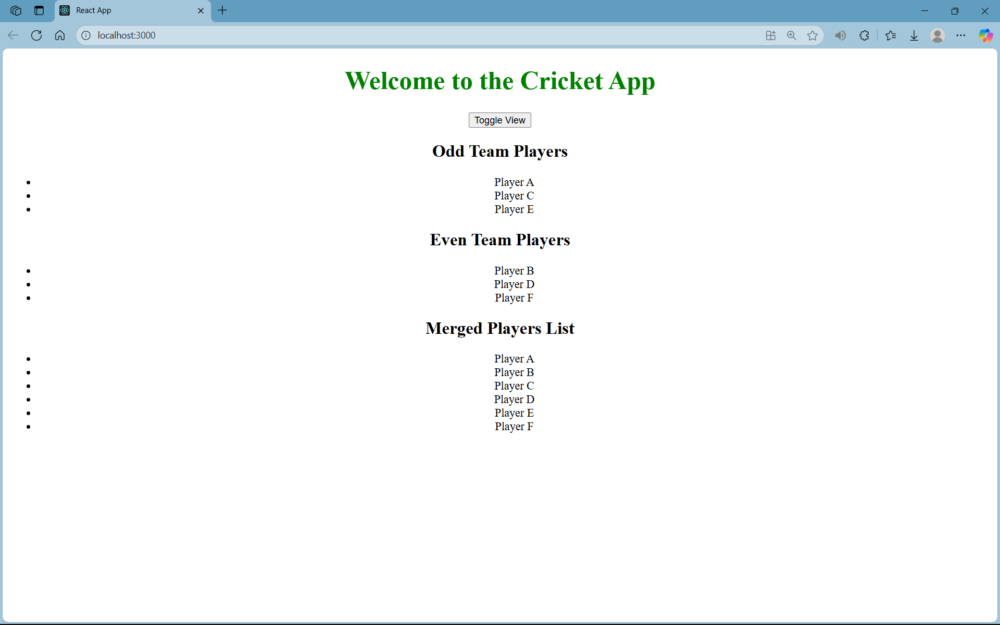 React App
localhost:3000
Welcome to the Cricket App
Toggle View
Odd Team Players
Player A
Player C
Player E
Even Team Players
Player B
Player D
Player F
Merged Players List
Player A
Player B
Player C
Player D
Player E
Player F